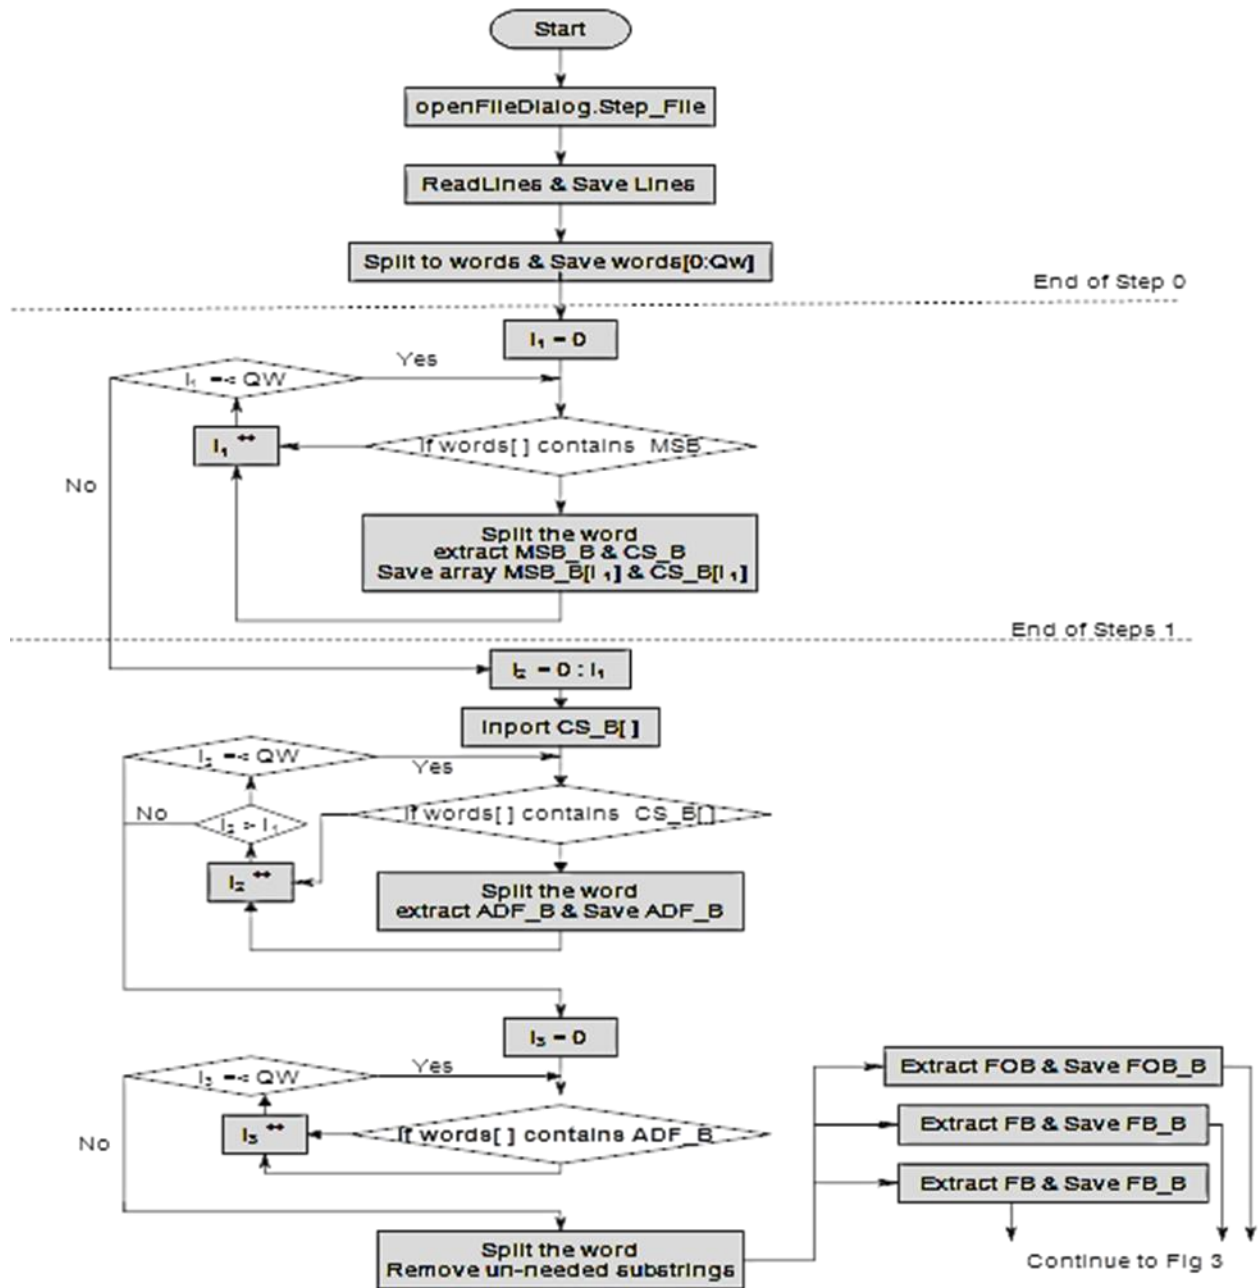 Start
openFileDialog.Step_File
ReadLines & Save Lines
Split to words & Save words[0:Qw]
End of Step 0
I₁ = D
Yes
I₁ =< QW
If words[ ] contains MSB
I₁ ++
No
Split the word
extract MSB_B & CS_B
Save array MSB_B[I₁] & CS_B[I₁]
End of Steps 1
I₂ = D : I₁
Inport CS_B[ ]
I₂ =< QW
Yes
No
I₂ > I₁
If words[ ] contains CS_B[]
I₂ ++
Split the word
extract ADF_B & Save ADF_B
I₃ = D
Yes
I₃ =< QW
Extract FOB & Save FOB_B
No
I₃ ++
If words[ ] contains ADF_B
Extract FB & Save FB_B
Extract FB & Save FB_B
Split the word
Remove un-needed substrings
Continue to Fig 3